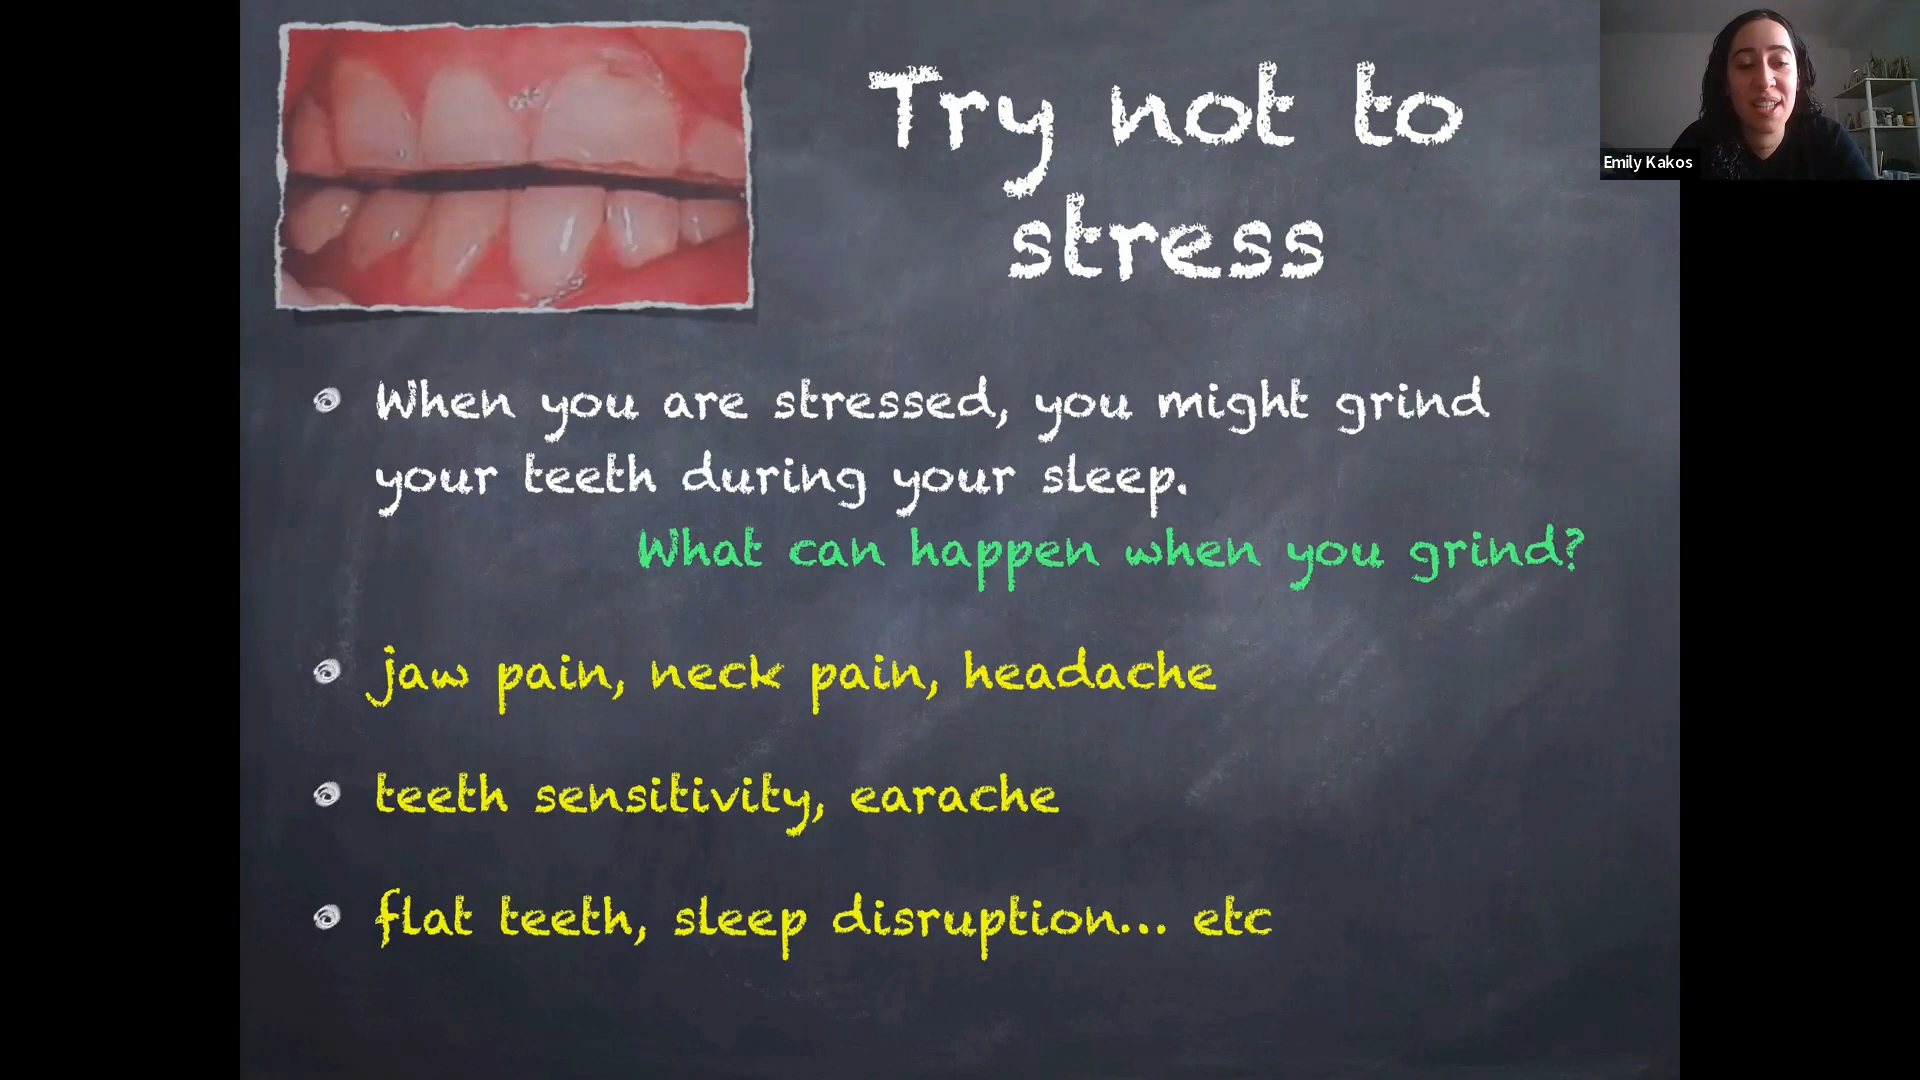 Try not to
stress
Emily Kakos
When you are stressed, you might grind
your teeth during your sleep.
What can happen when you grind?
jaw pain, neck pain, headache
teeth sensitivity, earache
flat teeth, sleep disruption... etc